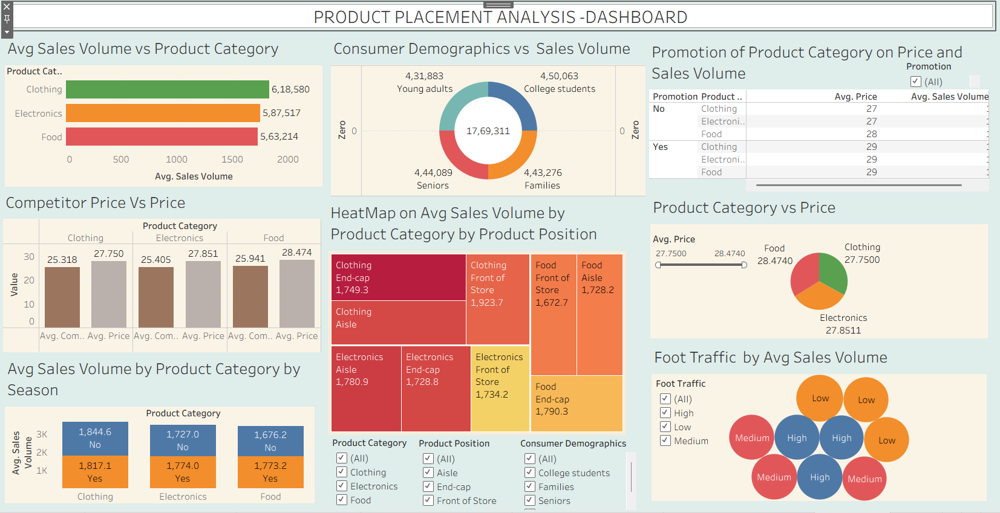 PRODUCT PLACEMENT ANALYSIS -DASHBOARD
Avg Sales Volume vs Product Category
Product Cat..
Clothing
6,18,580
Electronics
5,87,517
Food
5,63,214
0 500 1000 1500 2000
Avg. Sales Volume
Competitor Price Vs Price
Product Category
Clothing Electronics Food
Value
30
20
10
0
25.318 27.750 25.405 27.851 25.941 28.474
Avg. Com.. Avg. Price Avg. Com.. Avg. Price Avg. Com.. Avg. Price
Avg Sales Volume by Product Category by
Season
Product Category
Avg. Sales
Volume
3K
2K
1K
1,844.6
No
1,817.1
Yes
1,727.0
No
1,774.0
Yes
1,676.2
No
1,773.2
Yes
Clothing Electronics Food
Consumer Demographics vs  Sales Volume
Zero
0
4,31,883
Young adults
4,50,063
College students
17,69,311
4,44,089
Seniors
4,43,276
Families
0
Zero
HeatMap on Avg Sales Volume by
Product Category by Product Position
Clothing
End-cap
1,749.3
Clothing
Aisle
Clothing
Front of
Store
1,923.7
Food
Front of
Store
1,672.7
Food
Aisle
1,728.2
Electronics
Aisle
1,780.9
Electronics
End-cap
1,728.8
Electronics
Front of
Store
1,734.2
Food
End-cap
1,790.3
Product Category
(All)
Clothing
Electronics
Food
Product Position
(All)
Aisle
End-cap
Front of Store
Consumer Demographics
(All)
College students
Families
Seniors
Promotion of Product Category on Price and
Sales Volume
Promotion
(All)
Promotion Product .. Avg. Price Avg. Sales Volume
No Clothing 27
Electroni.. 27
Food 28
Yes Clothing 29
Electroni.. 29
Food 29
Product Category vs Price
Avg. Price
27.7500 28.4740
Food
28.4740
Clothing
27.7500
Electronics
27.8511
Foot Traffic  by Avg Sales Volume
Foot Traffic
(All)
High
Low
Medium
Low Low
Medium High High Low
Medium High Medium